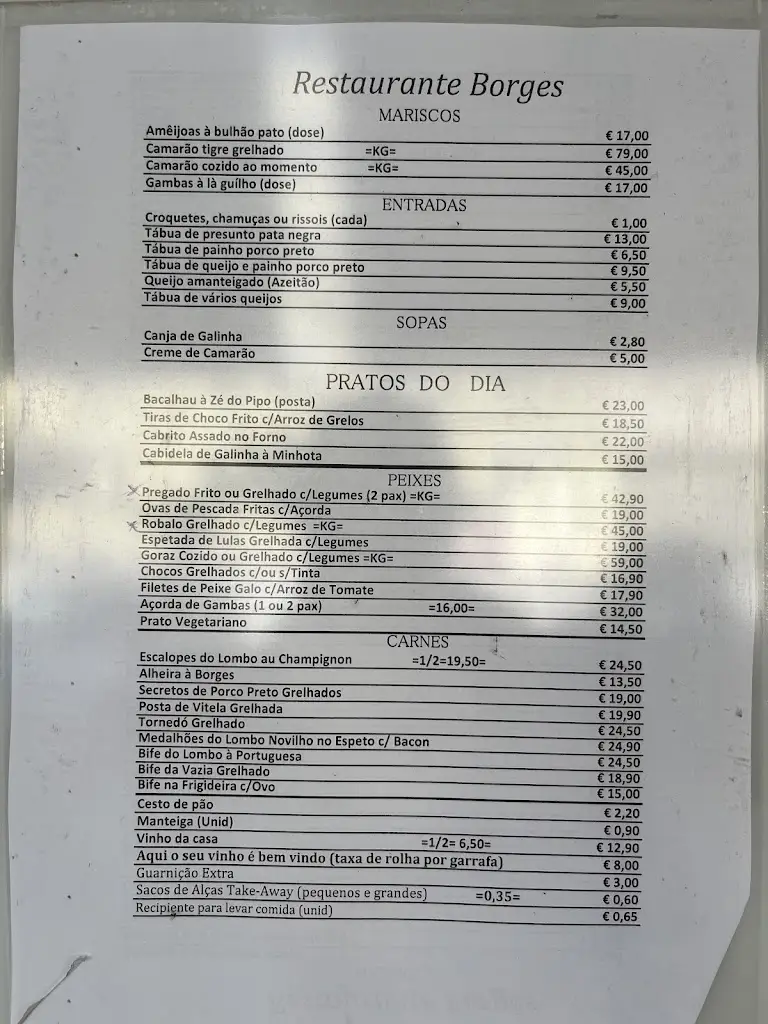 Restaurante Borges
MARISCOS
Amêijoas à bulhão pato (dose) € 17,00
Camarão tigre grelhado =KG= € 79,00
Camarão cozido ao momento =KG= € 45,00
Gambas à là guílho (dose) € 17,00
ENTRADAS
Croquetes, chamuças ou rissois (cada) € 1,00
Tábua de presunto pata negra € 13,00
Tábua de painho porco preto € 6,50
Tábua de queijo e painho porco preto € 9,50
Queijo amanteigado (Azeitão) € 5,50
Tábua de vários queijos € 9,00
SOPAS
Canja de Galinha € 2,80
Creme de Camarão € 5,00
PRATOS DO DIA
Bacalhau à Zé do Pipo (posta) € 23,00
Tiras de Choco Frito c/Arroz de Grelos € 18,50
Cabrito Assado no Forno € 22,00
Cabidela de Galinha à Minhota € 15,00
PEIXES
Pregado Frito ou Grelhado c/Legumes (2 pax) =KG= € 42,90
Ovas de Pescada Fritas c/Açorda € 19,00
Robalo Grelhado c/Legumes =KG= € 45,00
Espetada de Lulas Grelhada c/Legumes € 19,00
Goraz Cozido ou Grelhado c/Legumes =KG= € 59,00
Chocos Grelhados c/ou s/Tinta € 16,90
Filetes de Peixe Galo c/Arroz de Tomate € 17,90
Açorda de Gambas (1 ou 2 pax) =16,00= € 32,00
Prato Vegetariano € 14,50
CARNES
Escalopes do Lombo au Champignon =1/2=19,50= € 24,50
Alheira à Borges € 13,50
Secretos de Porco Preto Grelhados € 19,00
Posta de Vitela Grelhada € 19,90
Tornedó Grelhado € 24,50
Medalhões do Lombo Novilho no Espeto c/ Bacon € 24,90
Bife do Lombo à Portuguesa € 24,50
Bife da Vazia Grelhado € 18,90
Bife na Frigideira c/Ovo € 15,00
Cesto de pão € 2,20
Manteiga (Unid) € 0,90
Vinho da casa =1/2= 6,50= € 12,90
Aqui o seu vinho é bem vindo (taxa de rolha por garrafa) € 8,00
Guarnição Extra € 3,00
Sacos de Alças Take-Away (pequenos e grandes) =0,35= € 0,60
Recipiente para levar comida (unid) € 0,65